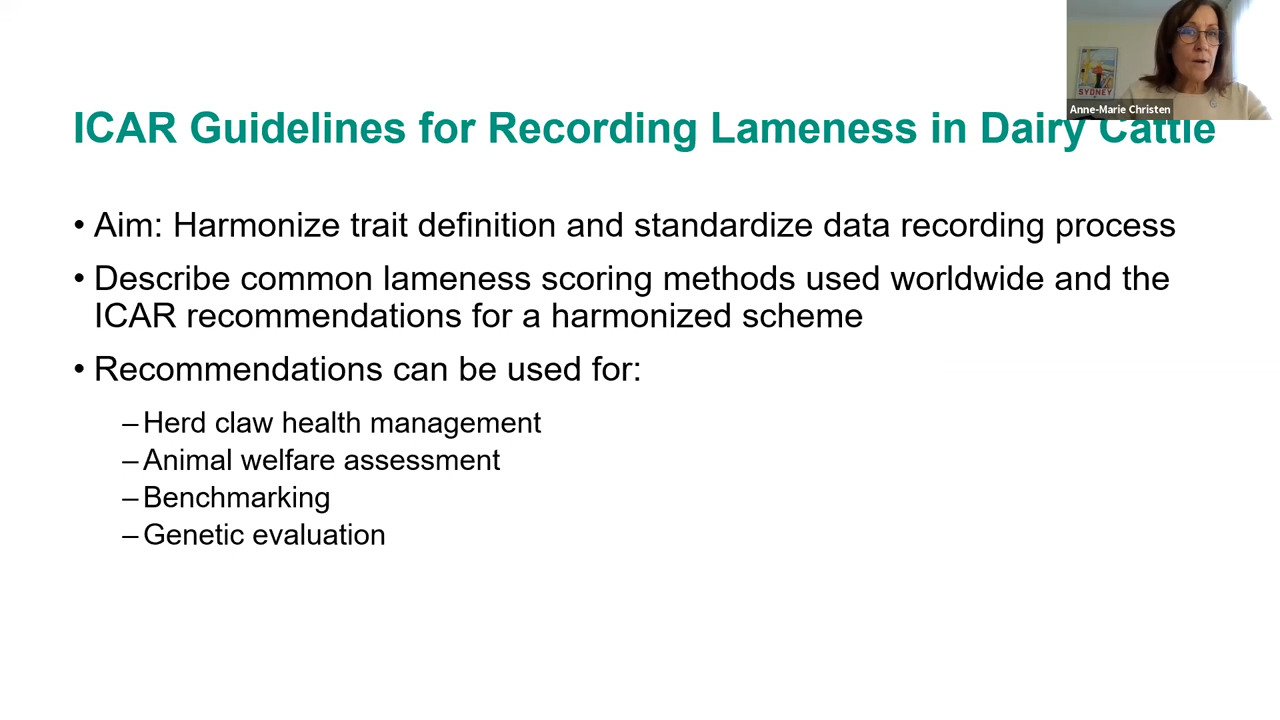 SYDNEY
Anne-Marie Christen
ICAR Guidelines for Recording Lameness in Dairy Cattle
• Aim: Harmonize trait definition and standardize data recording process
• Describe common lameness scoring methods used worldwide and the
ICAR recommendations for a harmonized scheme
• Recommendations can be used for:
– Herd claw health management
– Animal welfare assessment
– Benchmarking
– Genetic evaluation